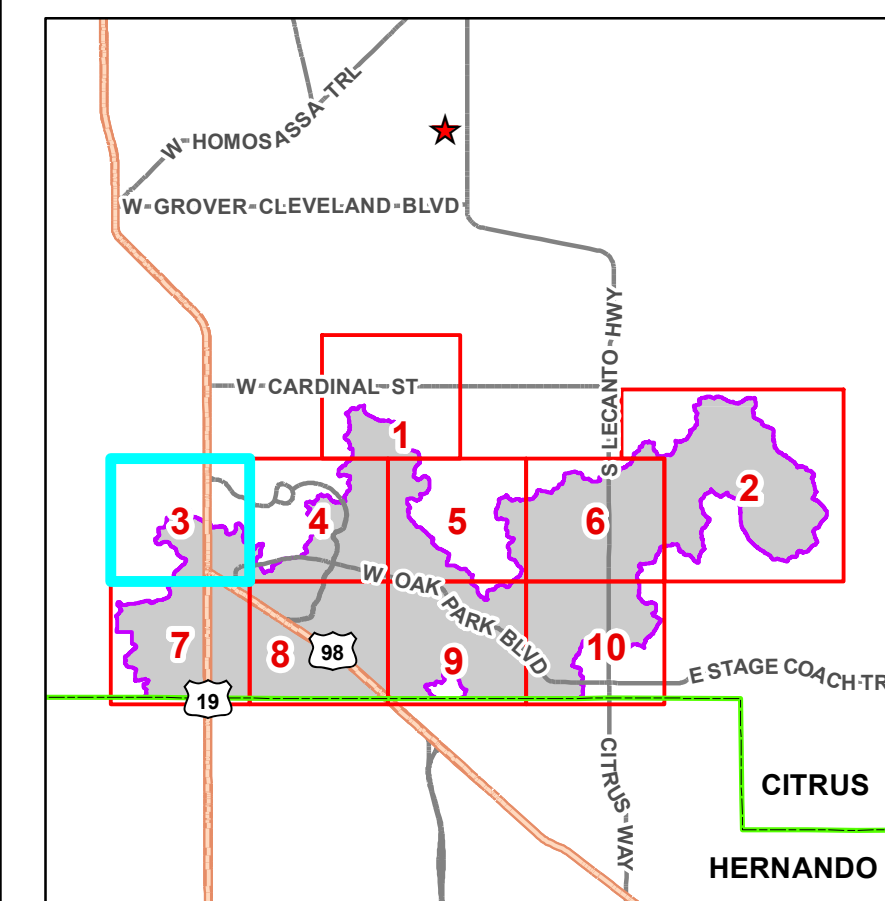 W HOMOSASSA TRL
W GROVER CLEVELAND BLVD
S LECANTO HWY
W CARDINAL ST
1
2
3
4
5
6
W OAK PARK BLVD
7
8
98
9
10
E STAGE COACH TR
19
CITRUS WAY
CITRUS
HERNANDO